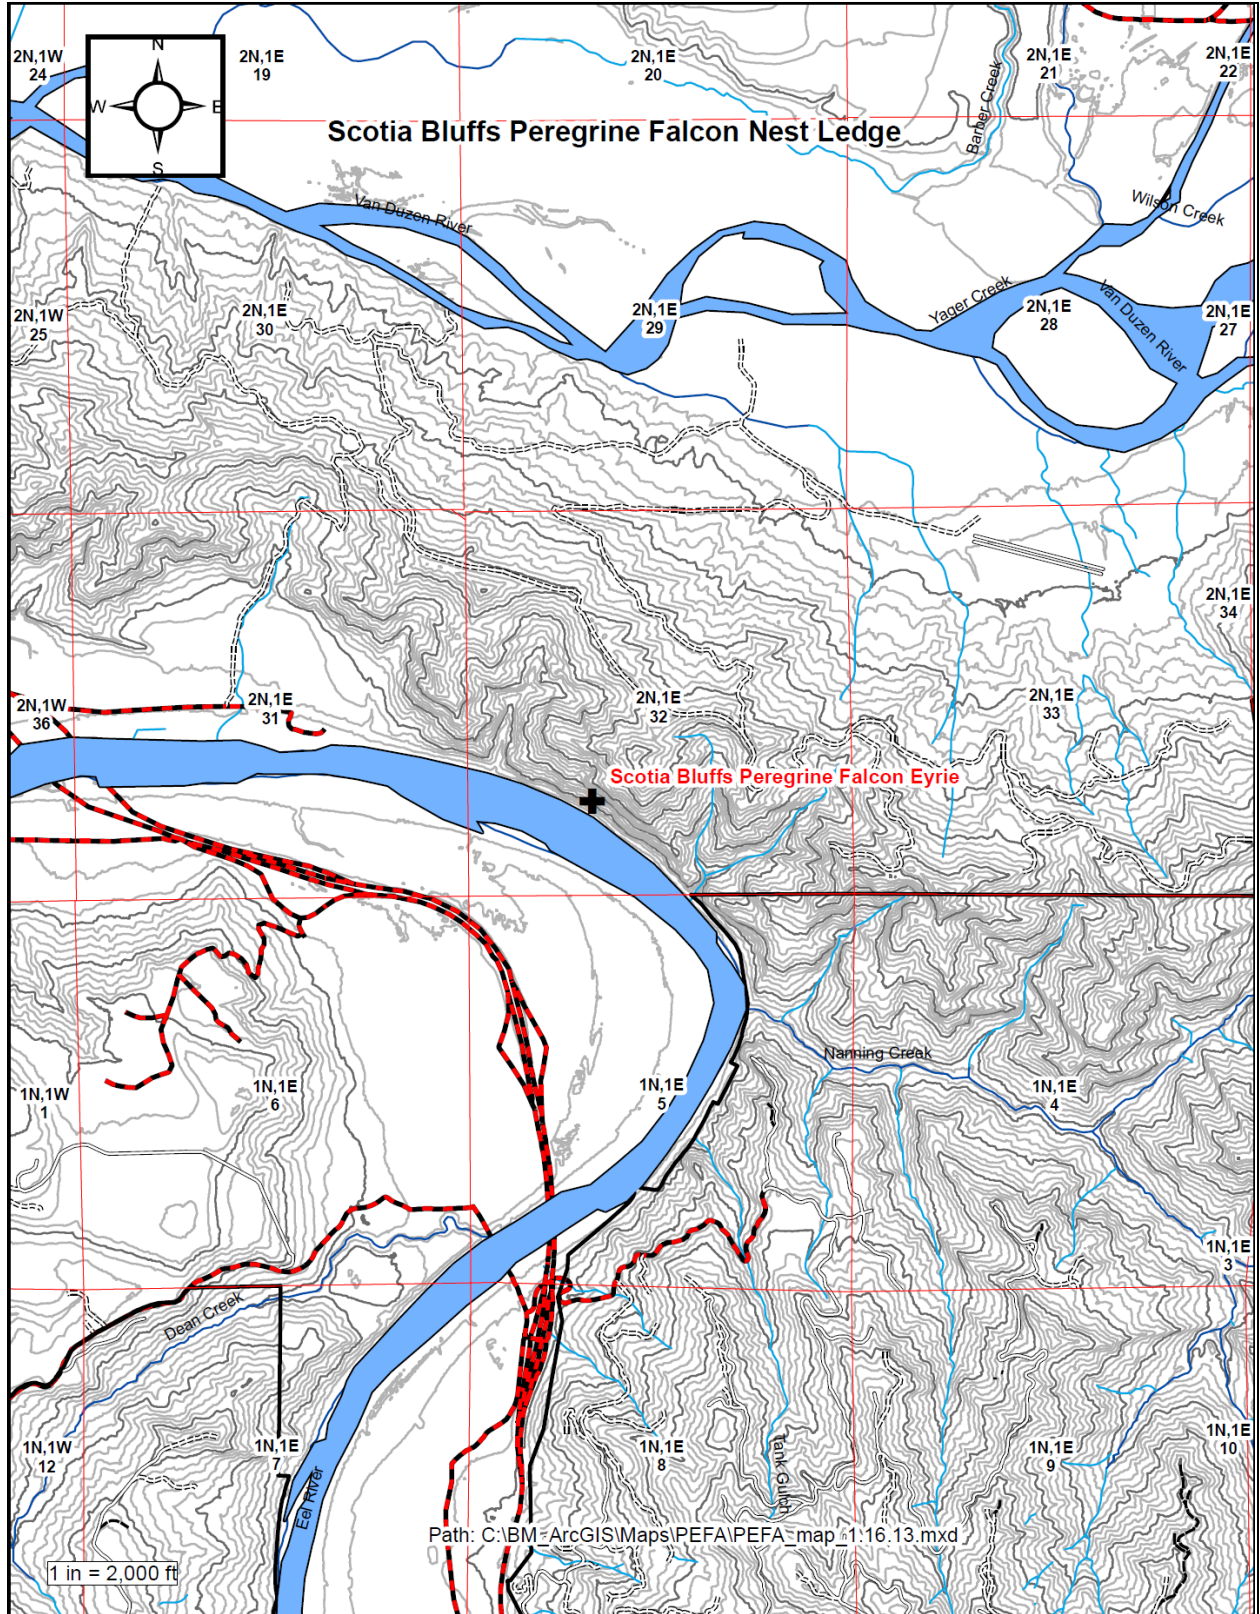 N
W E
S
2N,1W
24
2N,1E
19
2N,1E
20
2N,1E
21
2N,1E
22
Scotia Bluffs Peregrine Falcon Nest Ledge
Barber Creek
Wilson Creek
Van Duzen River
Yager Creek
Van Duzen River
2N,1W
25
2N,1E
30
2N,1E
29
2N,1E
28
2N,1E
27
2N,1E
34
2N,1W
36
2N,1E
31
2N,1E
32
2N,1E
33
Scotia Bluffs Peregrine Falcon Eyrie
Nanning Creek
1N,1W
1
1N,1E
6
1N,1E
5
1N,1E
4
1N,1E
3
Dean Creek
1N,1W
12
1N,1E
7
1N,1E
8
1N,1E
9
1N,1E
10
Tank Gulch
Eel River
Path: C:\BM_ArcGIS\Maps\PEFA\PEFA_map_1.16.13.mxd
1 in = 2,000 ft